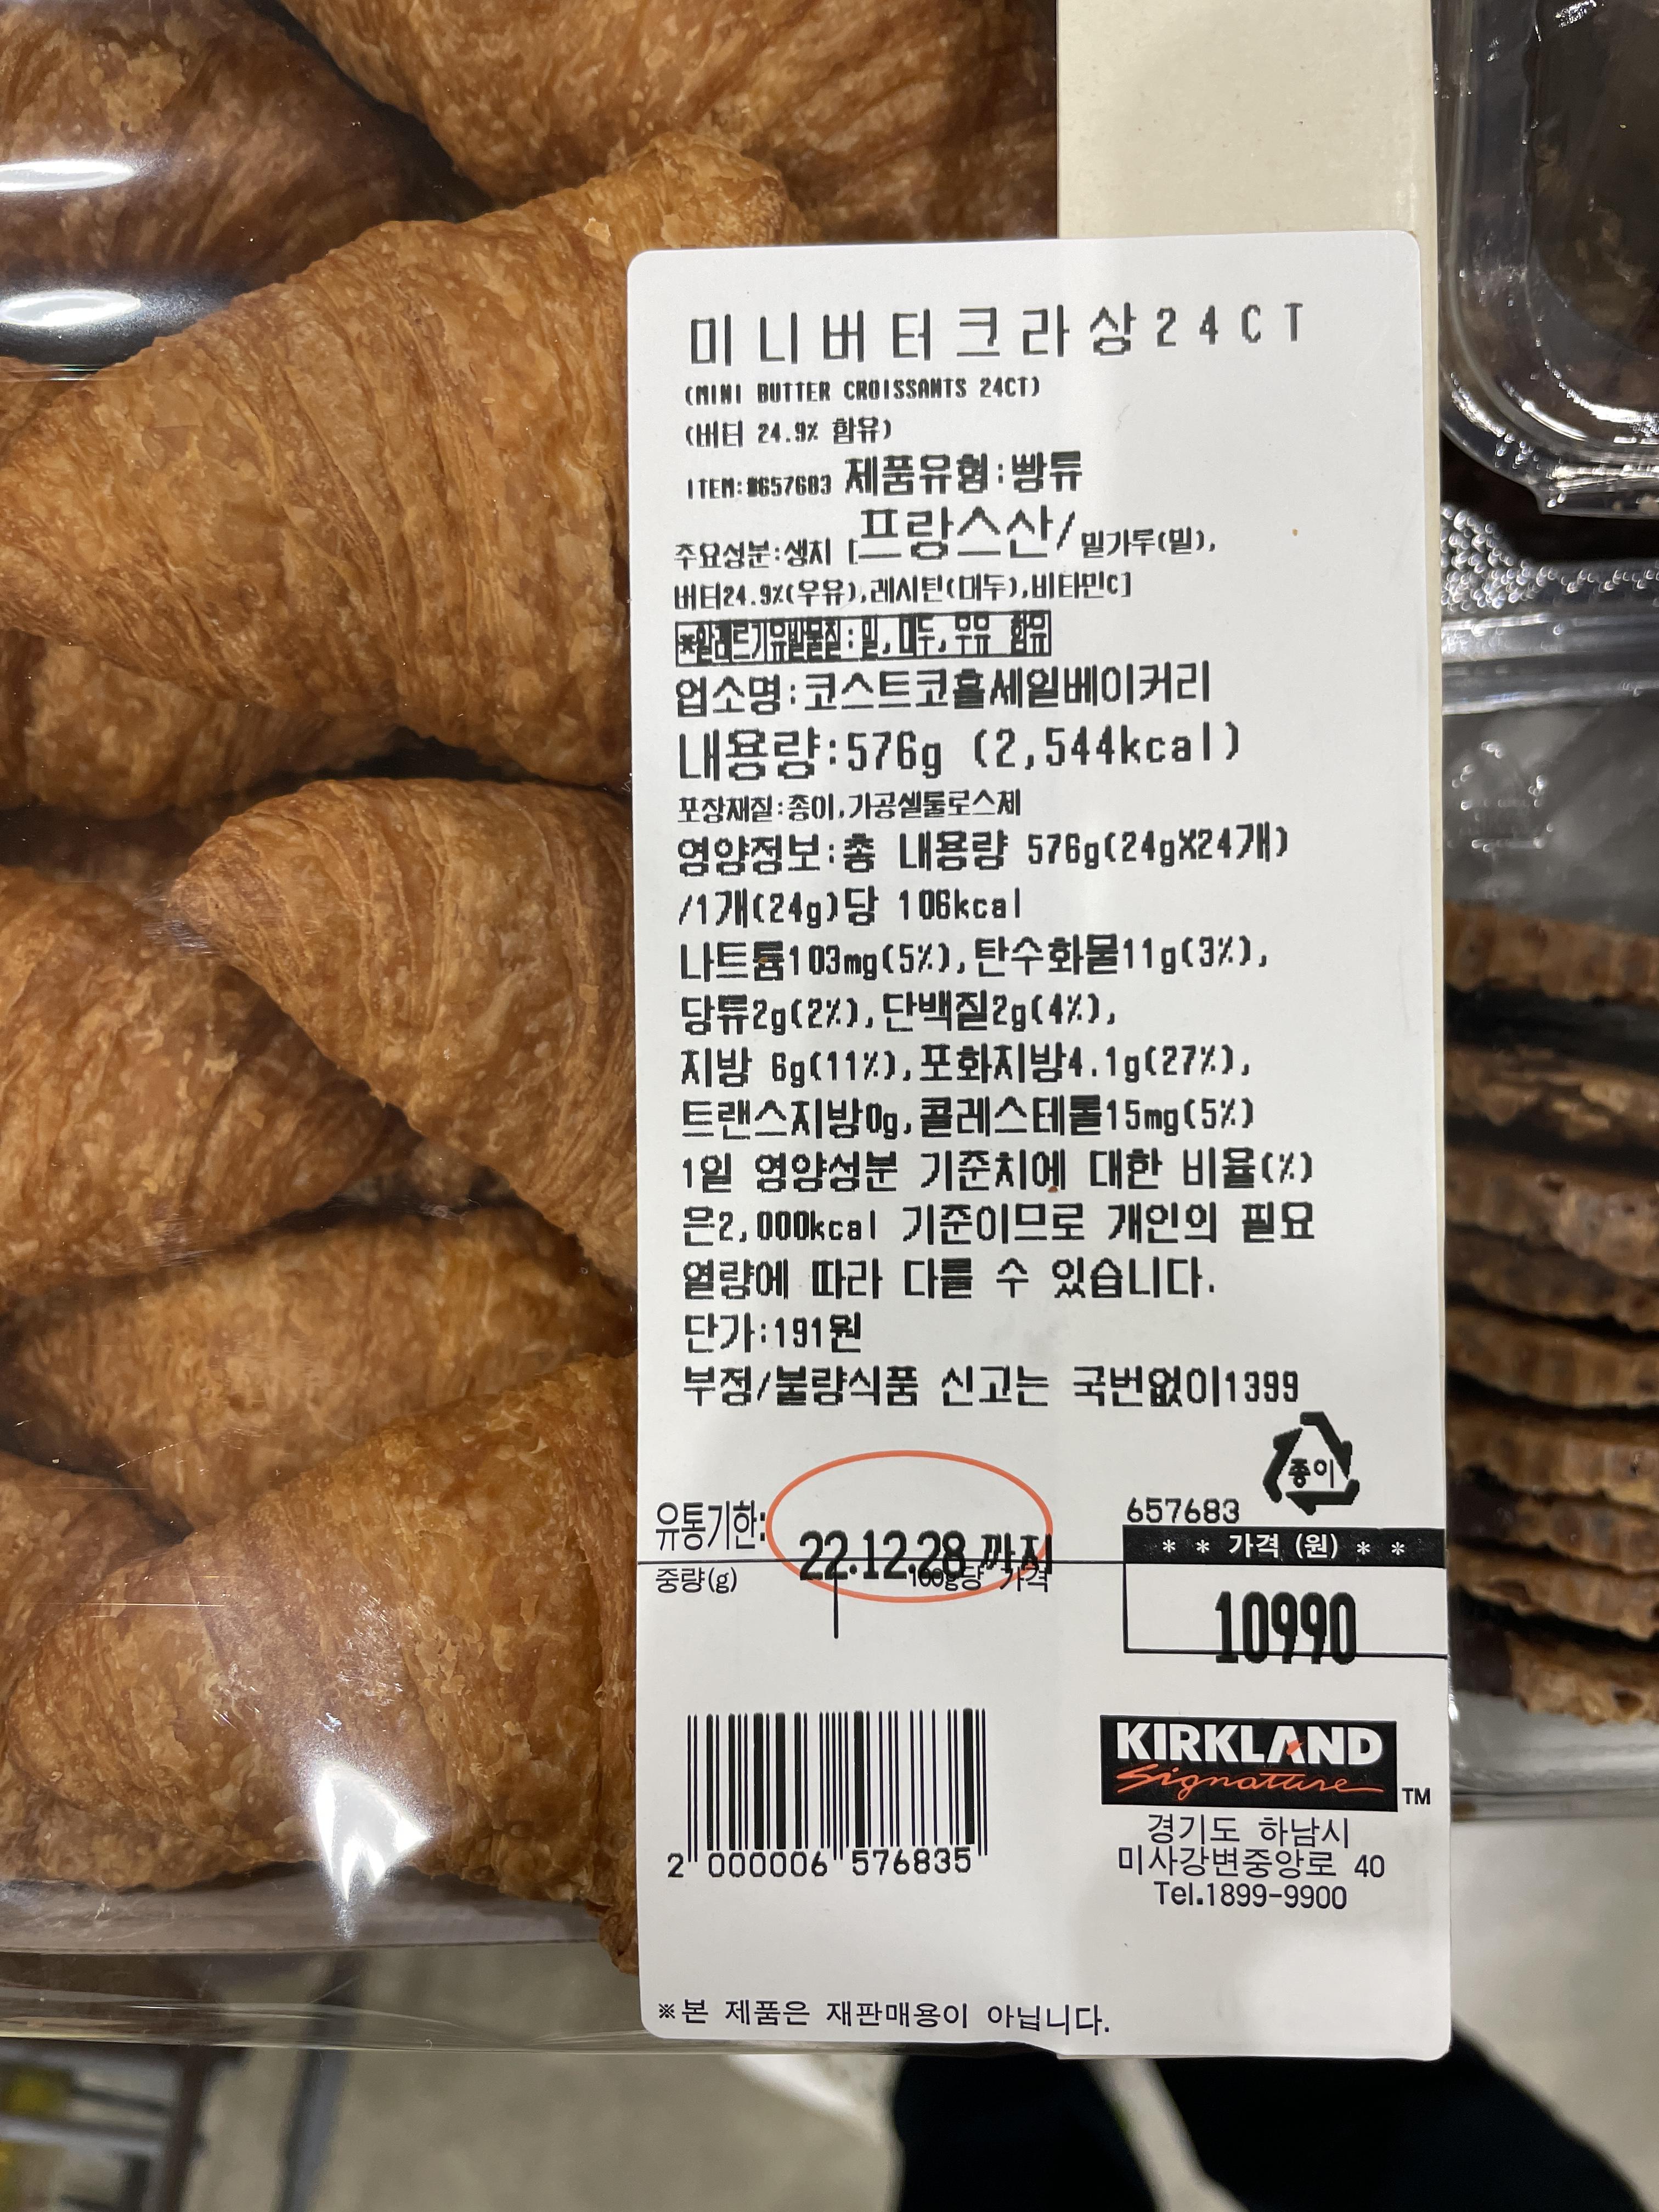 미니버터크라상24CT
(MINI BUTTER CROISSANTS 24CT)
(버터 24.9% 함유)
ITEM:#657683 제품유형:빵류
주요성분:생지 [프랑스산/밀가루(밀),
버터24.9%(우유),레시틴(대두),비타민C]
*알레르기유발물질:밀,대두,우유 함유
업소명:코스트코홀세일베이커리
내용량:576g (2,544kcal)
포장재질:종이,가공셀룰로스제
영양정보:총 내용량 576g(24gX24개)
/1개(24g)당 106kcal
나트륨103mg(5%),탄수화물11g(3%),
당류2g(2%),단백질2g(4%),
지방 6g(11%),포화지방4.1g(27%),
트랜스지방0g,콜레스테롤15mg(5%)
1일 영양성분 기준치에 대한 비율(%)
은2,000kcal 기준이므로 개인의 필요
열량에 따라 다를 수 있습니다.
단가:191원
부정/불량식품 신고는 국번없이1399
종이
유통기한: 22.12.28 까지
657683
* * 가격 (원) * *
중량(g) 100g당 가격
10990
2 000006 576835
KIRKLAND
Signature TM
경기도 하남시
미사강변중앙로 40
Tel.1899-9900
※본 제품은 재판매용이 아닙니다.